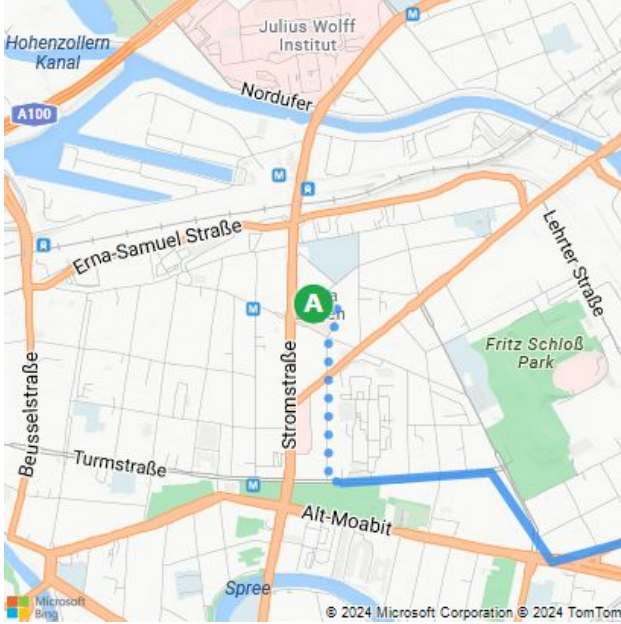 Julius Wolff
Institut
Hohenzollern
Kanal
M
Nordufer
A100
M
R
R
Erna-Samuel Straße
Lehrter Straße
A
M
Fritz Schloß
Park
Stromstraße
Beusselstraße
Turmstraße
M
Alt-Moabit
Spree
Microsoft
Bing
© 2024 Microsoft Corporation © 2024 TomTom